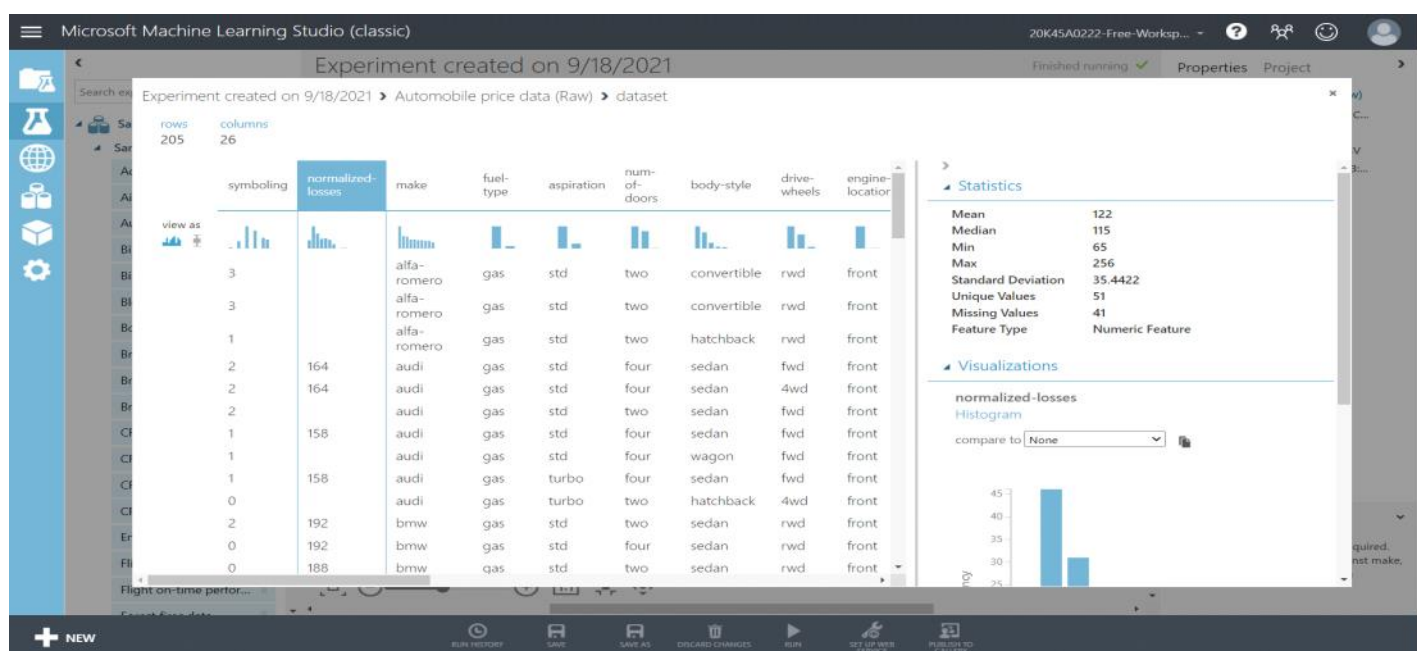 Microsoft Machine Learning Studio (classic)
20K45A0222-Free-Worksp...
?
Experiment created on 9/18/2021
Finished running
Properties Project
Search
Experiment created on 9/18/2021 > Automobile price data (Raw) > dataset
rows columns
205 26
symboling normalized-losses make fuel-type aspiration num-of-doors body-style drive-wheels engine-location
view as
3 alfa-romero gas std two convertible rwd front
3 alfa-romero gas std two convertible rwd front
1 alfa-romero gas std two hatchback rwd front
2 164 audi gas std four sedan fwd front
2 164 audi gas std four sedan 4wd front
2 audi gas std two sedan fwd front
1 158 audi gas std four sedan fwd front
1 audi gas std four wagon fwd front
1 158 audi gas turbo four sedan fwd front
0 audi gas turbo two hatchback 4wd front
2 192 bmw gas std two sedan rwd front
0 192 bmw gas std four sedan rwd front
0 188 bmw gas std two sedan rwd front
Statistics
Mean 122
Median 115
Min 65
Max 256
Standard Deviation 35.4422
Unique Values 51
Missing Values 41
Feature Type Numeric Feature
Visualizations
normalized-losses
Histogram
compare to None
45
40
35
30
25
Flight on-time perfor...
NEW
RUN HISTORY
SAVE
SAVE AS
DISCARD CHANGES
RUN
SET UP WEB SERVICE
PUBLISH TO GALLERY